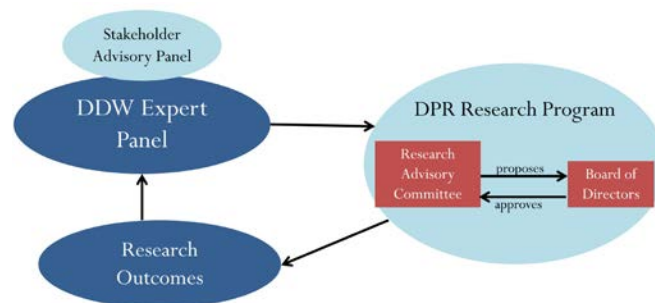 Stakeholder
Advisory Panel
DDW Expert
Panel
DPR Research Program
Research
Advisory
Committee
proposes
approves
Board of
Directors
Research
Outcomes